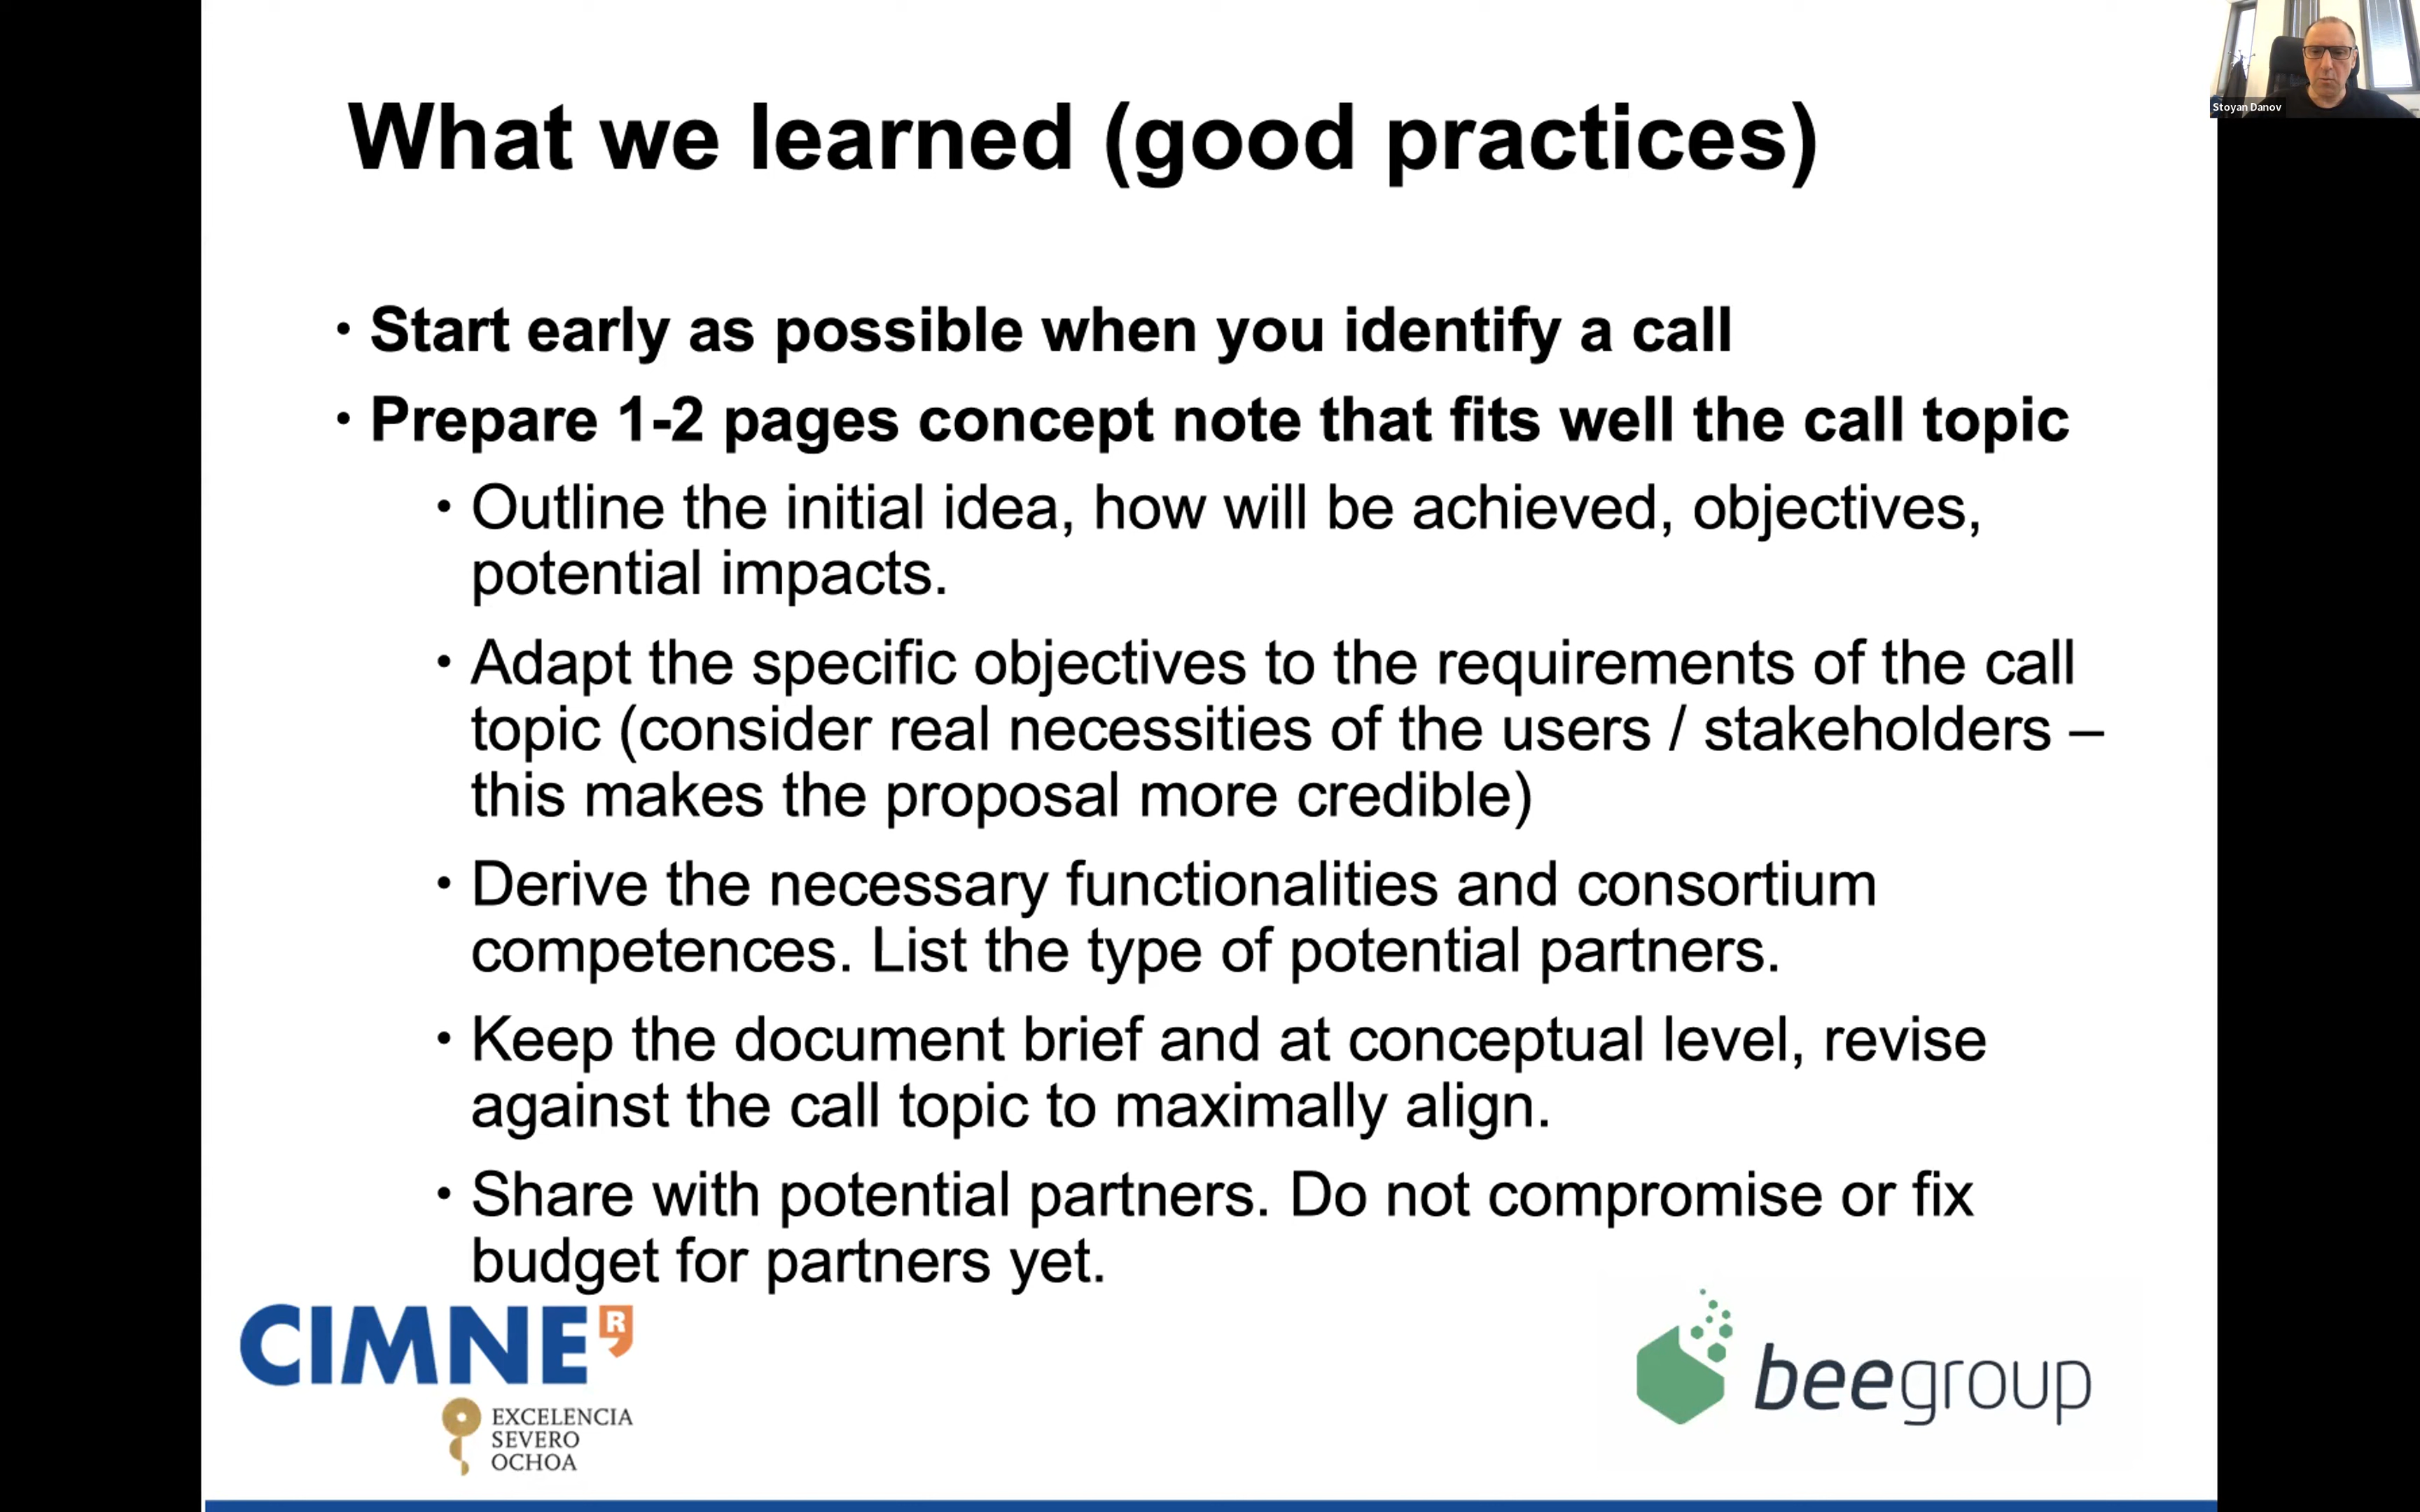 Stoyan Danov
What we learned (good practices)
• Start early as possible when you identify a call
• Prepare 1-2 pages concept note that fits well the call topic
• Outline the initial idea, how will be achieved, objectives,
potential impacts.
• Adapt the specific objectives to the requirements of the call
topic (consider real necessities of the users / stakeholders –
this makes the proposal more credible)
• Derive the necessary functionalities and consortium
competences. List the type of potential partners.
• Keep the document brief and at conceptual level, revise
against the call topic to maximally align.
• Share with potential partners. Do not compromise or fix
budget for partners yet.
CIMNE R
EXCELENCIA
SEVERO
OCHOA
beegroup